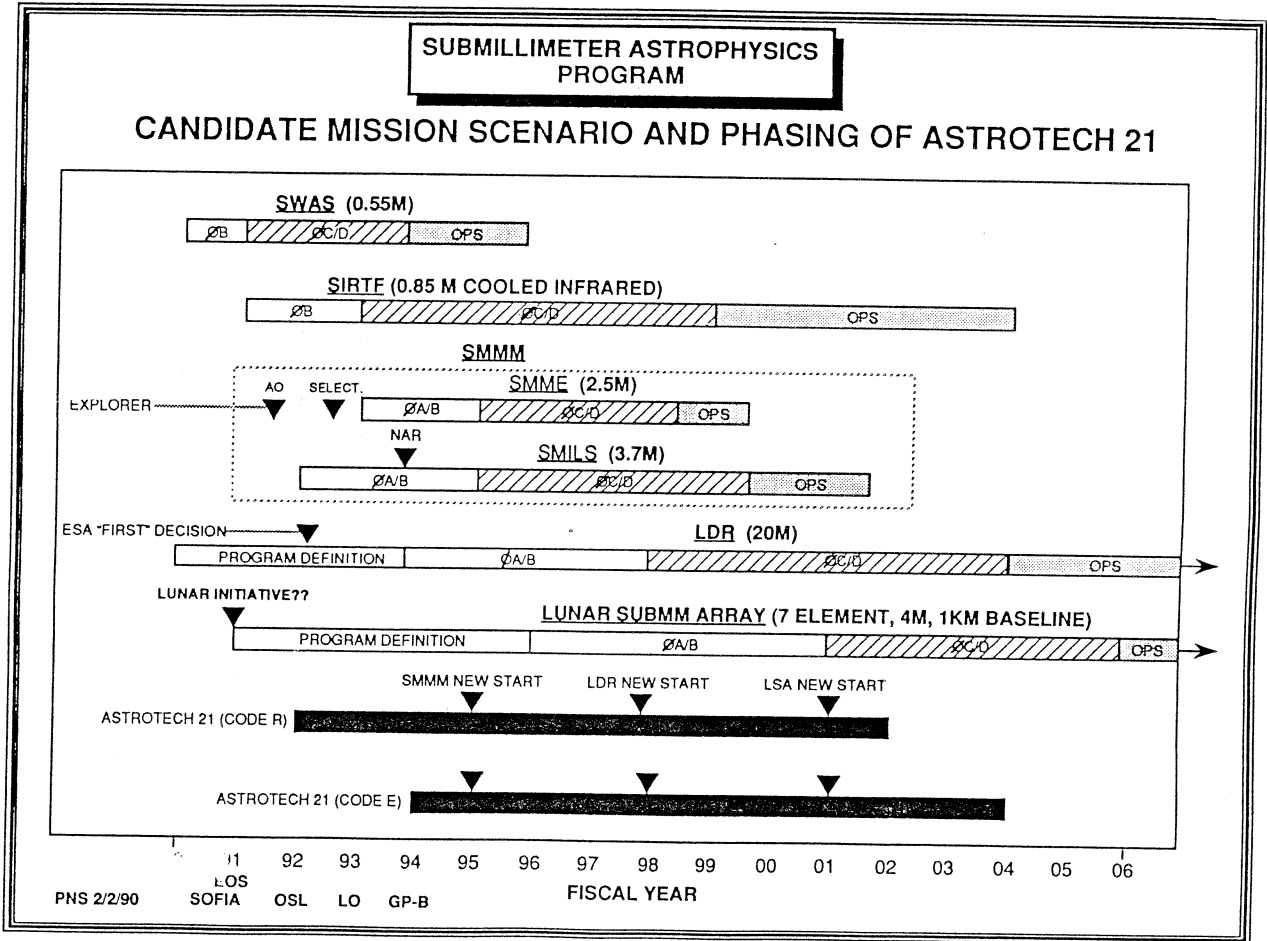 SUBMILLIMETER ASTROPHYSICS
PROGRAM
CANDIDATE MISSION SCENARIO AND PHASING OF ASTROTECH 21
SWAS (0.55M)
ØB ØC/D OPS
SIRTF (0.85 M COOLED INFRARED)
ØB ØC/D OPS
SMMM
AO SELECT. SMME (2.5M)
EXPLORER ØA/B ØC/D OPS
NAR SMILS (3.7M)
ØA/B ØC/D OPS
ESA "FIRST" DECISION LDR (20M)
PROGRAM DEFINITION ØA/B ØC/D OPS
LUNAR INITIATIVE??
LUNAR SUBMM ARRAY (7 ELEMENT, 4M, 1KM BASELINE)
PROGRAM DEFINITION ØA/B ØC/D OPS
SMMM NEW START LDR NEW START LSA NEW START
ASTROTECH 21 (CODE R)
ASTROTECH 21 (CODE E)
92 93 94 95 96 97 98 99 00 01 02 03 04 05 06
EOS FISCAL YEAR
PNS 2/2/90 SOFIA OSL LO GP-B